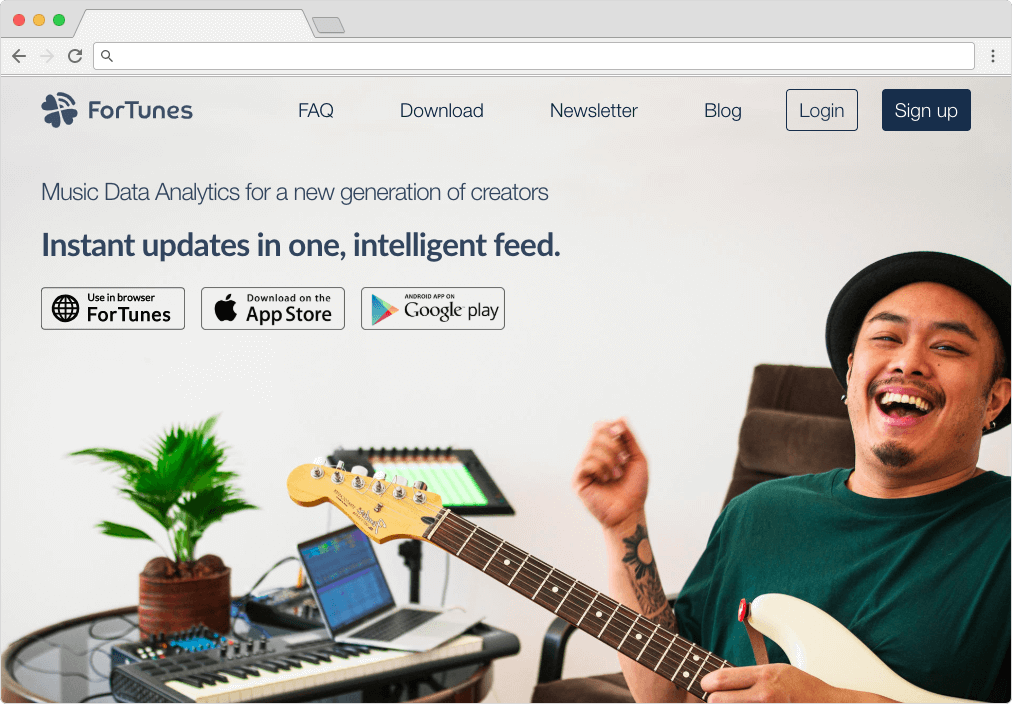 ForTunes
FAQ
Download
Newsletter
Blog
Login
Sign up
Music Data Analytics for a new generation of creators
Instant updates in one, intelligent feed.
Use in browser
ForTunes
Download on the
App Store
ANDROID APP ON
Google play